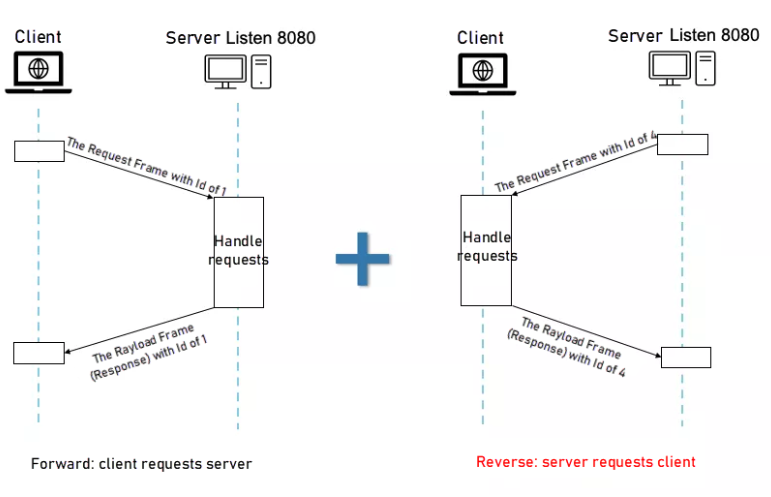 Client
Server Listen 8080
The Request Frame with Id of 1
Handle
requests
The Rayload Frame
(Response) with Id of 1
Forward: client requests server
Client
Server Listen 8080
The Request Frame with Id of 4
Handle
requests
The Rayload Frame
(Response) with Id of 4
Reverse: server requests client